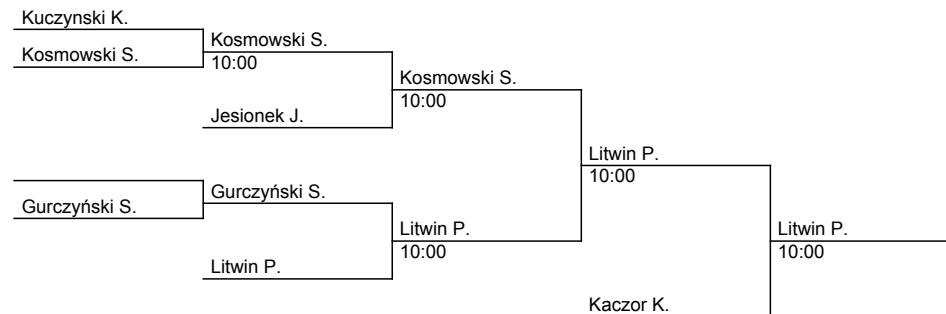 Kuczynski K.
Kosmowski S.
Kosmowski S.
10:00
Kosmowski S.
10:00
Jesionek J.
Litwin P.
10:00
Gurczyński S.
Gurczyński S.
Litwin P.
10:00
Litwin P.
10:00
Litwin P.
Kaczor K.